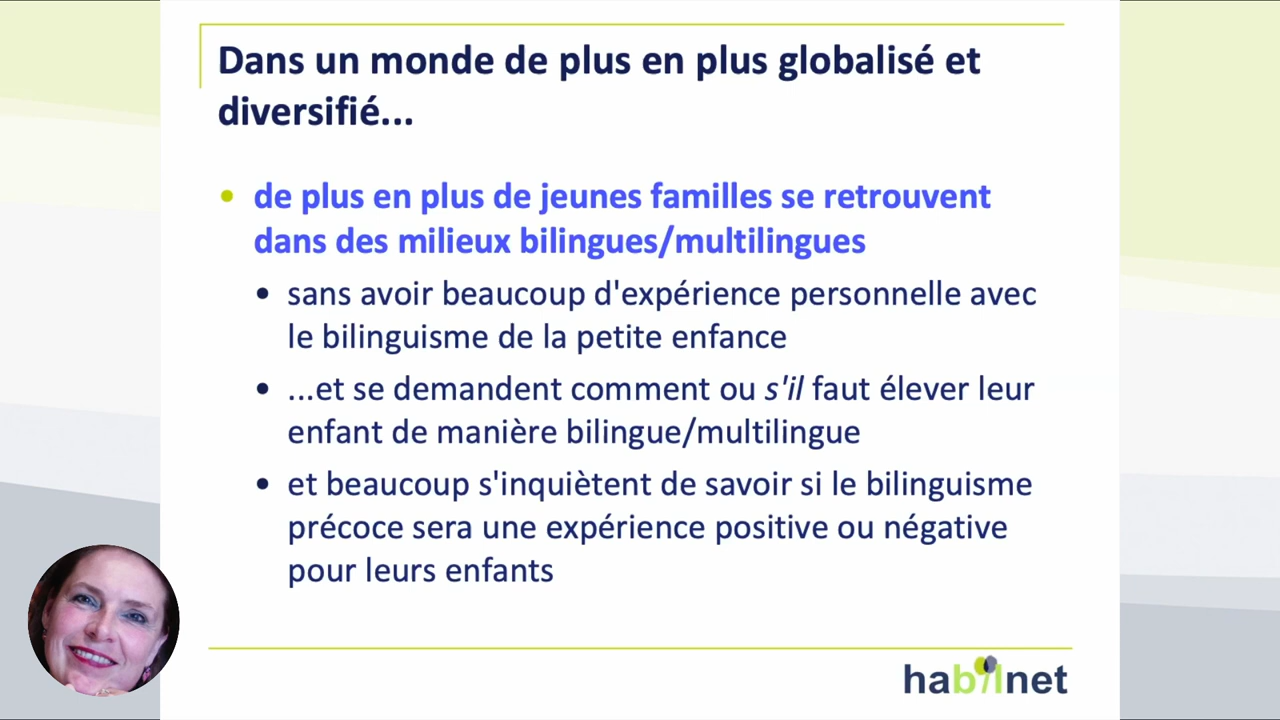 Dans un monde de plus en plus globalisé et
diversifié...
• de plus en plus de jeunes familles se retrouvent
dans des milieux bilingues/multilingues
• sans avoir beaucoup d'expérience personnelle avec
le bilinguisme de la petite enfance
• ...et se demandent comment ou s'il faut élever leur
enfant de manière bilingue/multilingue
• et beaucoup s'inquiètent de savoir si le bilinguisme
précoce sera une expérience positive ou négative
pour leurs enfants
habilnet